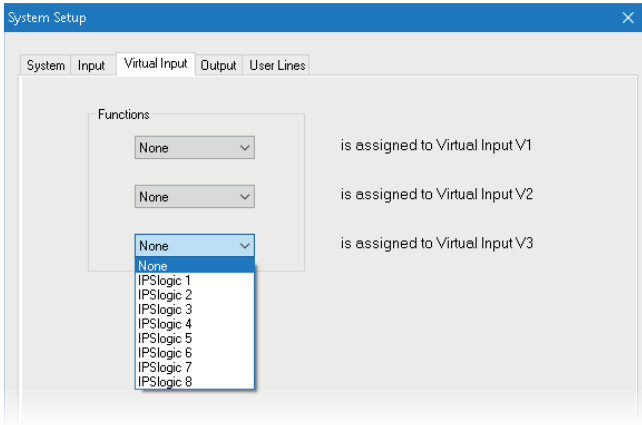 System Setup
System Input Virtual Input Output User Lines
Functions
None is assigned to Virtual Input V1
None is assigned to Virtual Input V2
None is assigned to Virtual Input V3
None
IPSlogic 1
IPSlogic 2
IPSlogic 3
IPSlogic 4
IPSlogic 5
IPSlogic 6
IPSlogic 7
IPSlogic 8